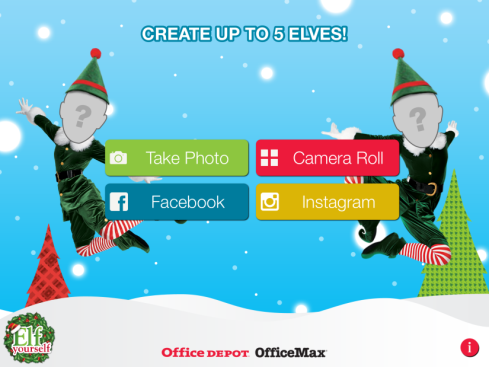 CREATE UP TO 5 ELVES!
?
?
Take Photo
Camera Roll
Facebook
Instagram
Elf
yourself
Office DEPOT OfficeMax
i